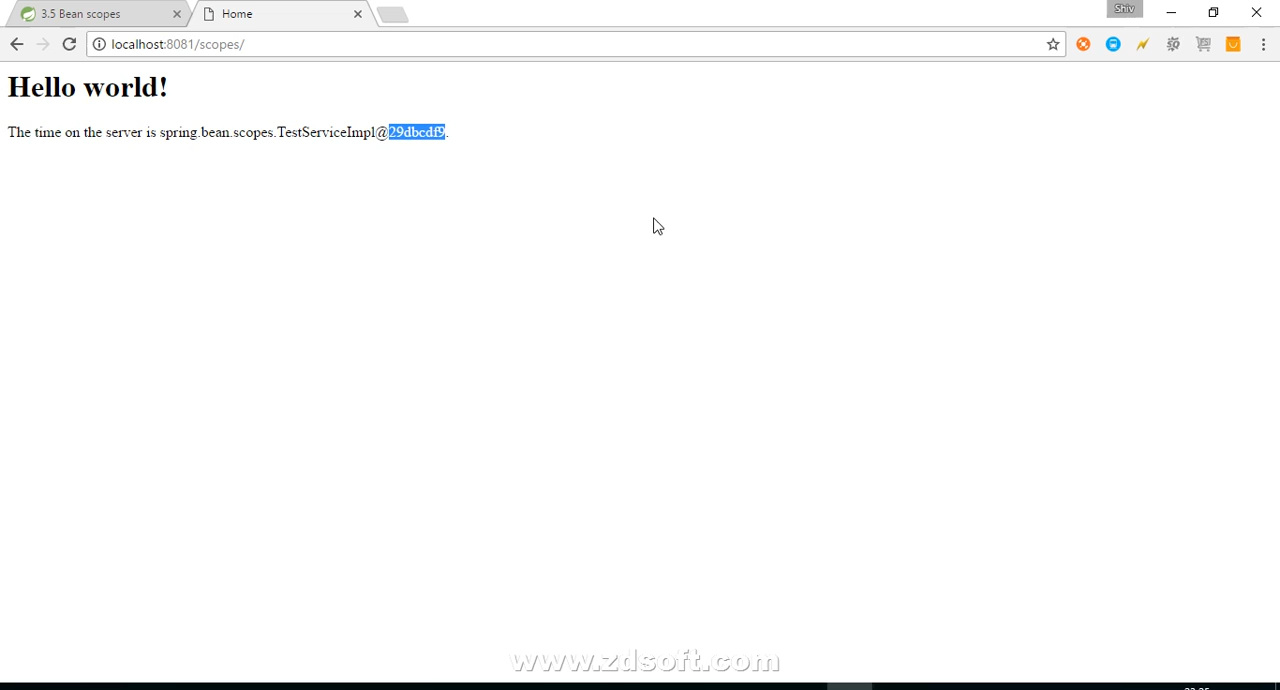 3.5 Bean scopes
Home
Shiv
localhost:8081/scopes/
Hello world!
The time on the server is spring.bean.scopes.TestServiceImpl@29dbcdf9.
www.zdsoft.com